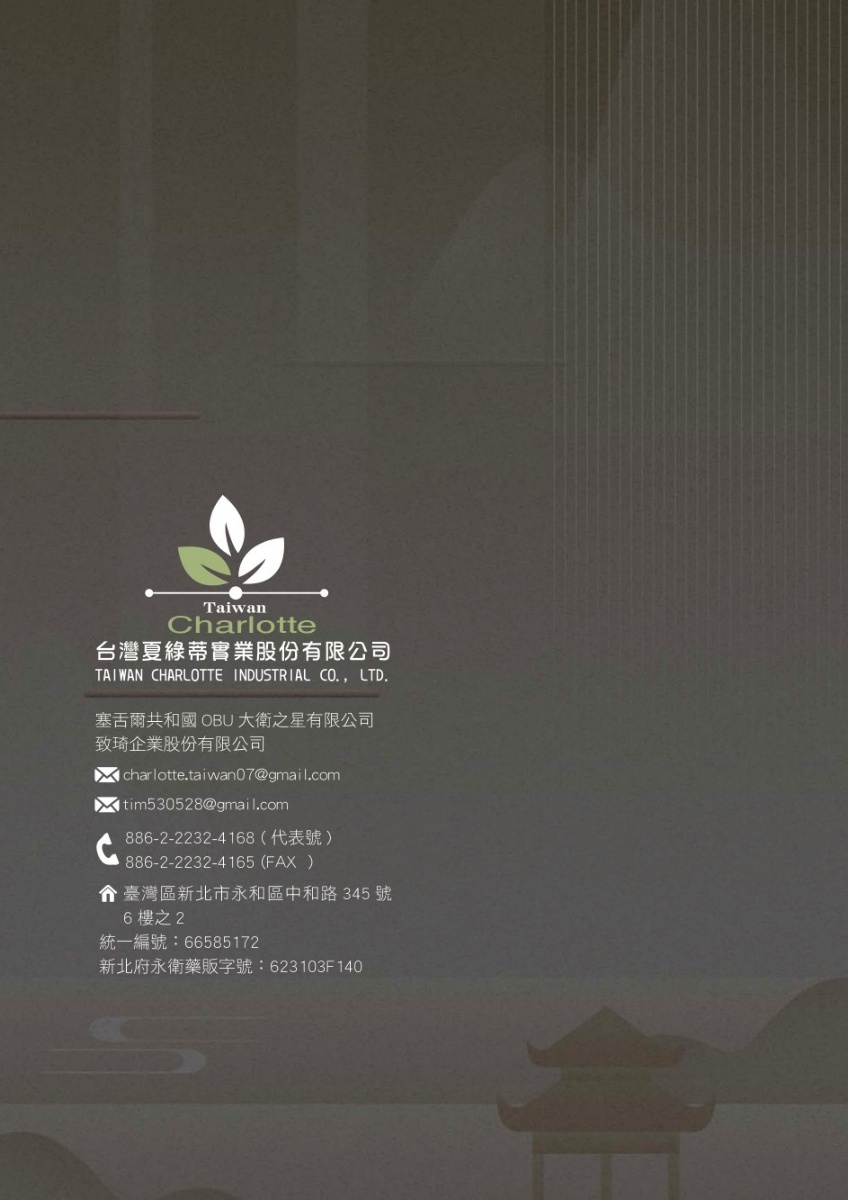 Taiwan
Charlotte
台灣夏綠蒂實業股份有限公司
TAIWAN CHARLOTTE INDUSTRIAL CO., LTD.
塞舌爾共和國 OBU 大衛之星有限公司
致琦企業股份有限公司
charlotte.taiwan07@gmail.com
tim530528@gmail.com
886-2-2232-4168 ( 代表號 )
886-2-2232-4165 (FAX )
臺灣區新北市永和區中和路 345 號
6 樓之 2
統一編號：66585172
新北府永衛藥販字號：623103F140